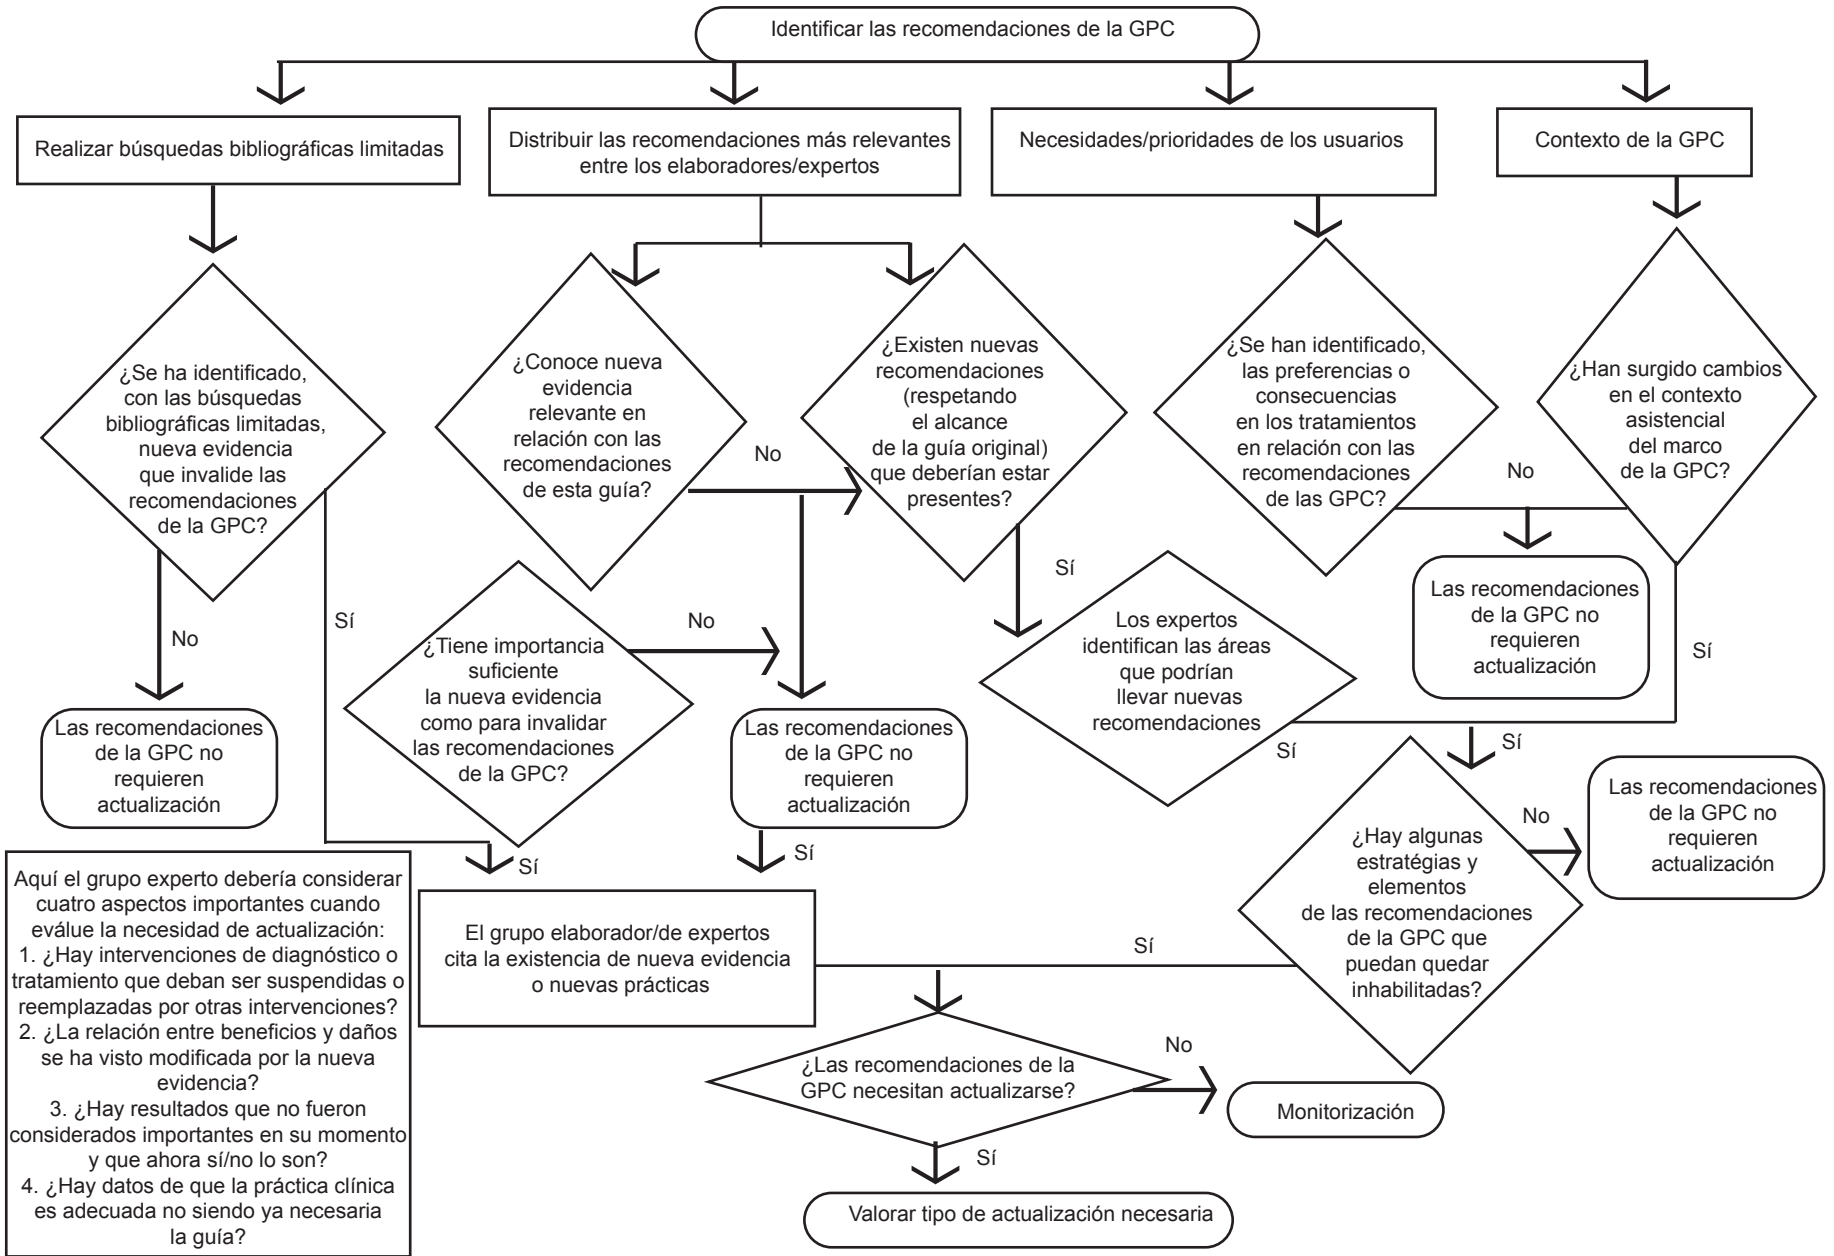 Identificar las recomendaciones de la GPC
Realizar búsquedas bibliográficas limitadas
Distribuir las recomendaciones más relevantes
entre los elaboradores/expertos
Necesidades/prioridades de los usuarios
Contexto de la GPC
¿Se ha identificado,
con las búsquedas
bibliográficas limitadas,
nueva evidencia
que invalide las
recomendaciones
de la GPC?
¿Conoce nueva
evidencia
relevante en
relación con las
recomendaciones
de esta guía?
No
¿Existen nuevas
recomendaciones
(respetando
el alcance
de la guía original)
que deberían estar
presentes?
¿Se han identificado,
las preferencias o
consecuencias
en los tratamientos
en relación con las
recomendaciones
de las GPC?
No
¿Han surgido cambios
en el contexto
asistencial
del marco
de la GPC?
No
Sí
¿Tiene importancia
suficiente
la nueva evidencia
como para invalidar
las recomendaciones
de la GPC?
No
Sí
Los expertos
identifican las áreas
que podrían
llevar nuevas
recomendaciones
Las recomendaciones
de la GPC no
requieren
actualización
Sí
Las recomendaciones
de la GPC no
requieren
actualización
Las recomendaciones
de la GPC no
requieren
actualización
Sí
Sí
Las recomendaciones
de la GPC no
requieren
actualización
No
¿Hay algunas
estratégias y
elementos
de las recomendaciones
de la GPC que
puedan quedar
inhabilitadas?
Sí
Sí
Aquí el grupo experto debería considerar
cuatro aspectos importantes cuando
eválue la necesidad de actualización:
1. ¿Hay intervenciones de diagnóstico o
tratamiento que deban ser suspendidas o
reemplazadas por otras intervenciones?
2. ¿La relación entre beneficios y daños
se ha visto modificada por la nueva
evidencia?
3. ¿Hay resultados que no fueron
considerados importantes en su momento
y que ahora sí/no lo son?
4. ¿Hay datos de que la práctica clínica
es adecuada no siendo ya necesaria
la guía?
El grupo elaborador/de expertos
cita la existencia de nueva evidencia
o nuevas prácticas
Sí
¿Las recomendaciones de la
GPC necesitan actualizarse?
No
Monitorización
Sí
Valorar tipo de actualización necesaria